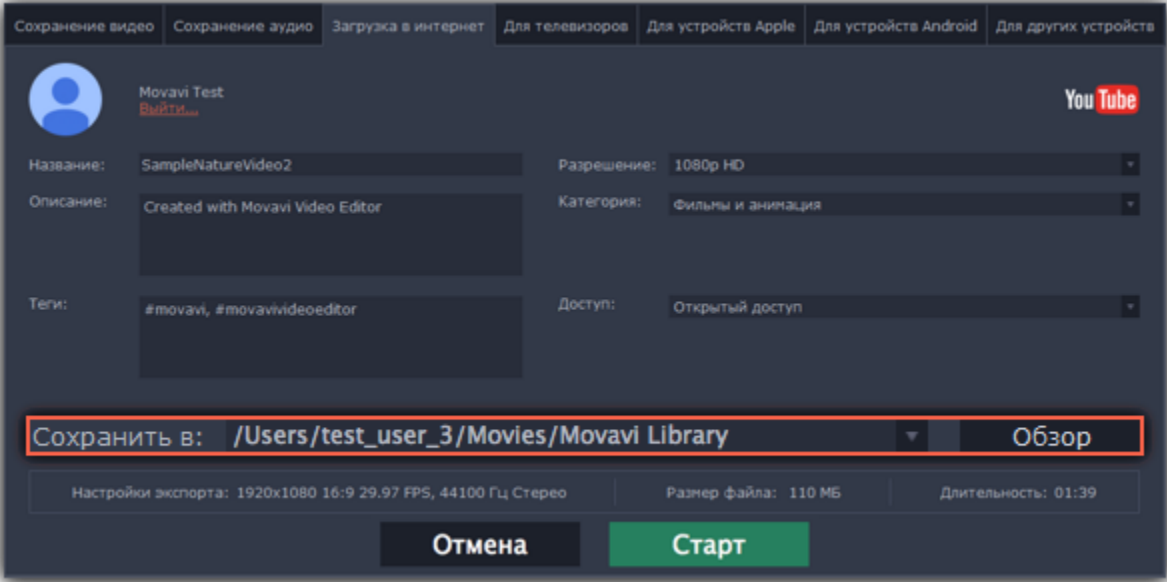 Сохранение видео Сохранение аудио Загрузка в интернет Для телевизоров Для устройств Apple Для устройств Android Для других устройств
Movavi Test
Выйти...
YouTube
Название: SampleNatureVideo2 Разрешение: 1080p HD
Описание: Created with Movavi Video Editor Категория: Фильмы и анимация
Теги: #movavi, #movavivideoeditor Доступ: Открытый доступ
Сохранить в: /Users/test_user_3/Movies/Movavi Library Обзор
Настройки экспорта: 1920x1080 16:9 29.97 FPS, 44100 Гц Стерео Размер файла: 110 МБ Длительность: 01:39
Отмена Старт